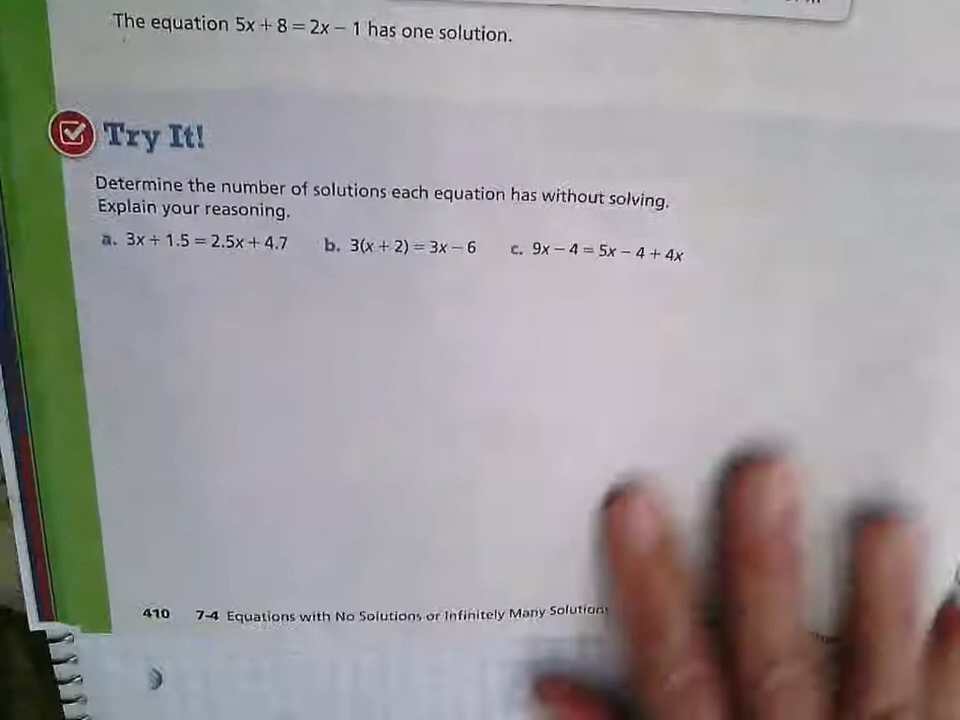 The equation 5x + 8 = 2x – 1 has one solution.
Try It!
Determine the number of solutions each equation has without solving.
Explain your reasoning.
a. 3x + 1.5 = 2.5x + 4.7 b. 3(x + 2) = 3x – 6 c. 9x – 4 = 5x – 4 + 4x
410 7-4 Equations with No Solutions or Infinitely Many Solutions